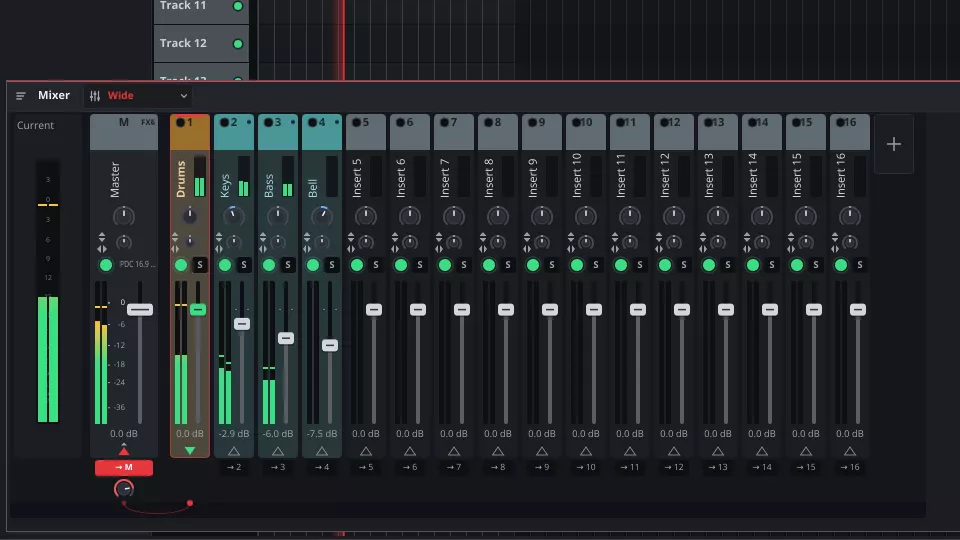 Track 11
Track 12
Track 13
Mixer Wide
Current
M FX6 1 2 3 4 5 6 7 8 9 10 11 12 13 14 15 16
Master Drums Keys Bass Bell Insert 5 Insert 6 Insert 7 Insert 8 Insert 9 Insert 10 Insert 11 Insert 12 Insert 13 Insert 14 Insert 15 Insert 16
3
0
3
6
9
12
PDC 16.9 ... S S S S S S S S S S S S S S S S
0
-6
-12
-18
-24
-36
0.0 dB 0.0 dB -2.9 dB -6.0 dB -7.5 dB 0.0 dB 0.0 dB 0.0 dB 0.0 dB 0.0 dB 0.0 dB 0.0 dB 0.0 dB 0.0 dB 0.0 dB 0.0 dB 0.0 dB
→ M → 2 → 3 → 4 → 5 → 6 → 7 → 8 → 9 → 10 → 11 → 12 → 13 → 14 → 15 → 16